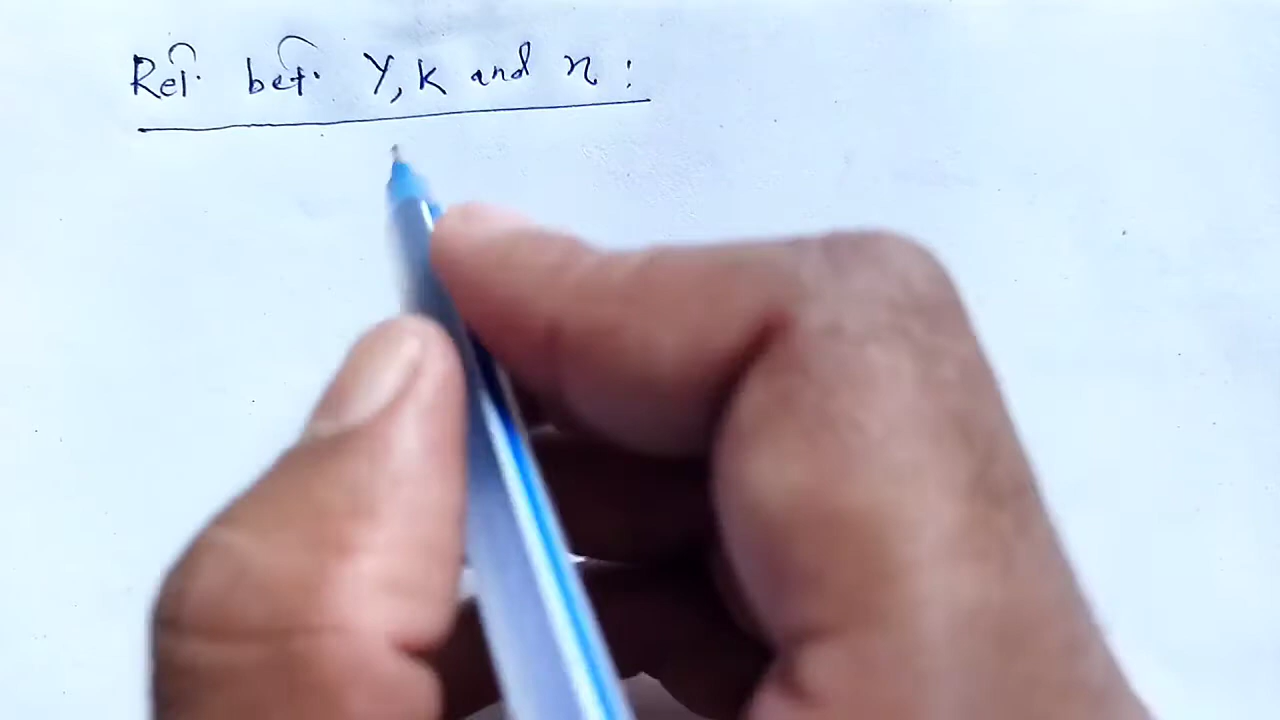 Rel. bet. Y, K and n :